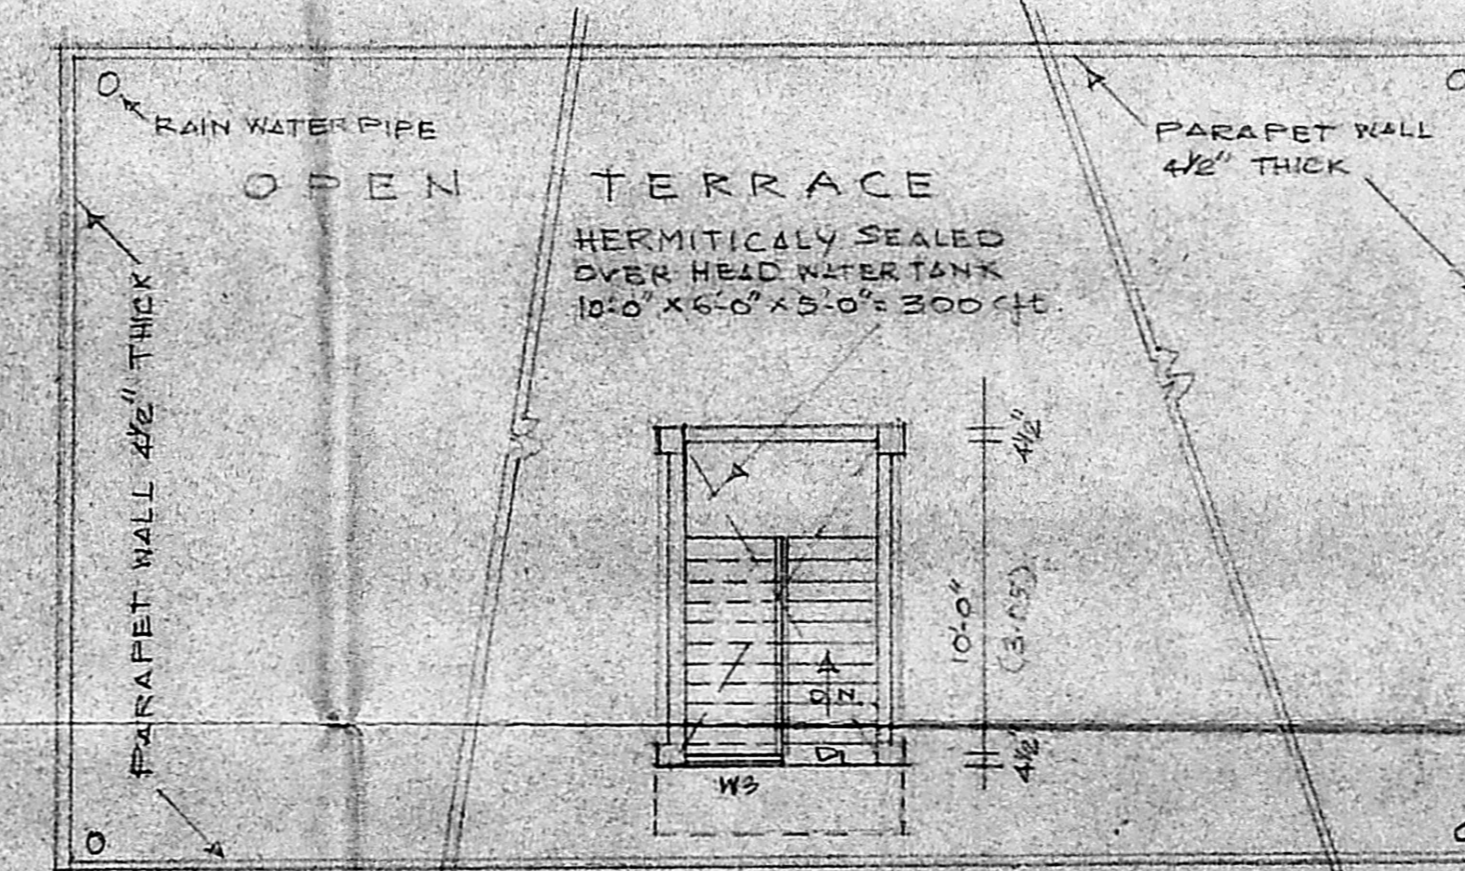 RAIN WATER PIPE
OPEN TERRACE
PARAPET WALL
4½" THICK
HERMITICALY SEALED
OVER HEAD WATER TANK
10'-0" X 6'-0" X 5'-0" = 300 cft.
PARAPET WALL 4½" THICK
4½"
10'-0"
(3.05)
4½"
DN
D
W3